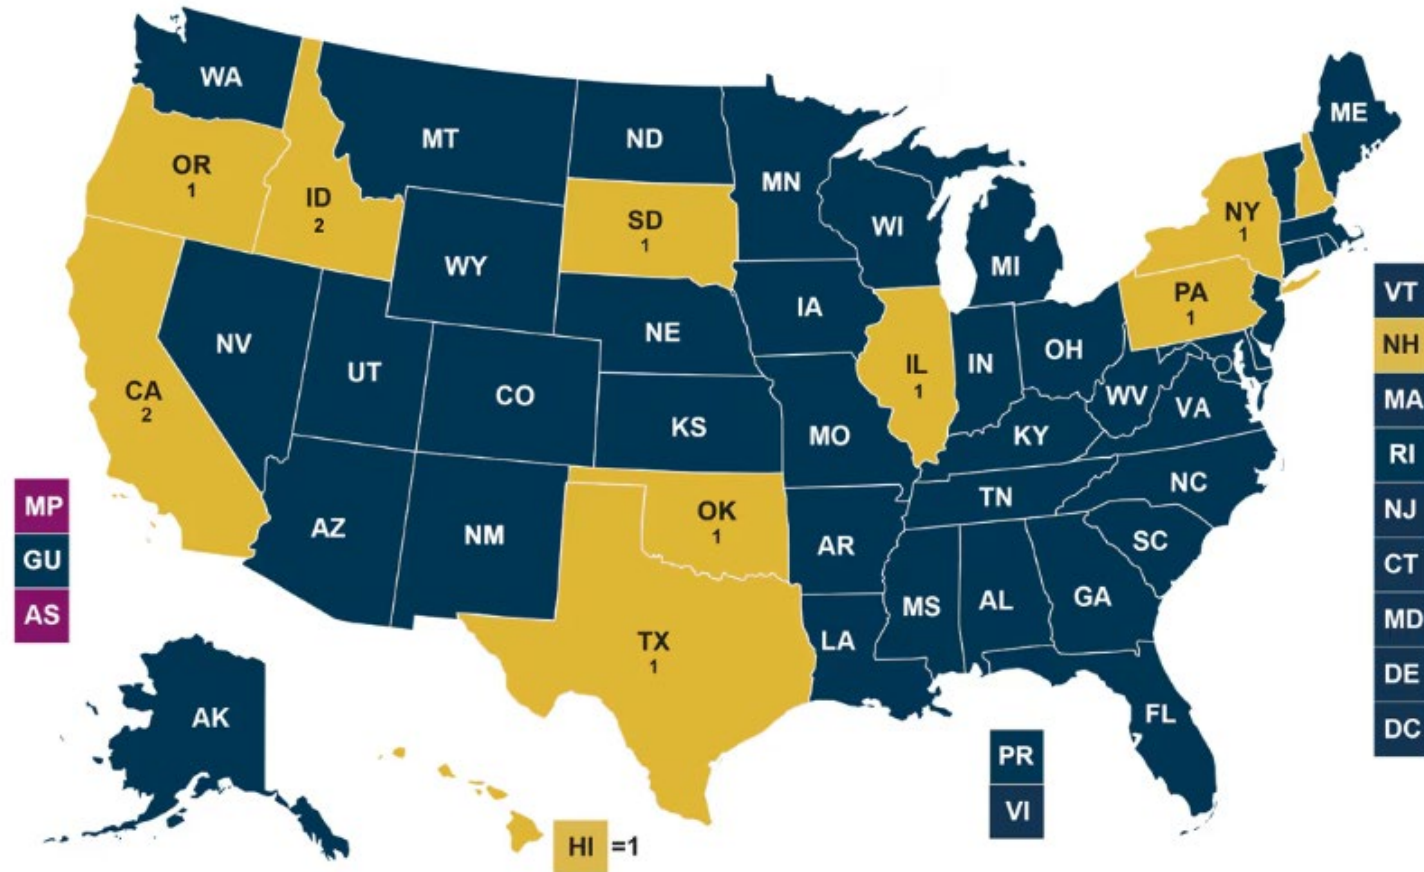 WA
ME
MT
ND
OR
1
MN
ID
2
SD
1
WI
NY
1
WY
MI
VT
PA
1
IA
NH
NE
NV
OH
IL
1
IN
UT
CA
2
CO
WV
MA
VA
KS
MO
KY
RI
NC
TN
MP
OK
1
NJ
AZ
NM
AR
SC
GU
CT
MS
AL
GA
AS
MD
TX
1
LA
DE
AK
FL
DC
PR
VI
HI =1